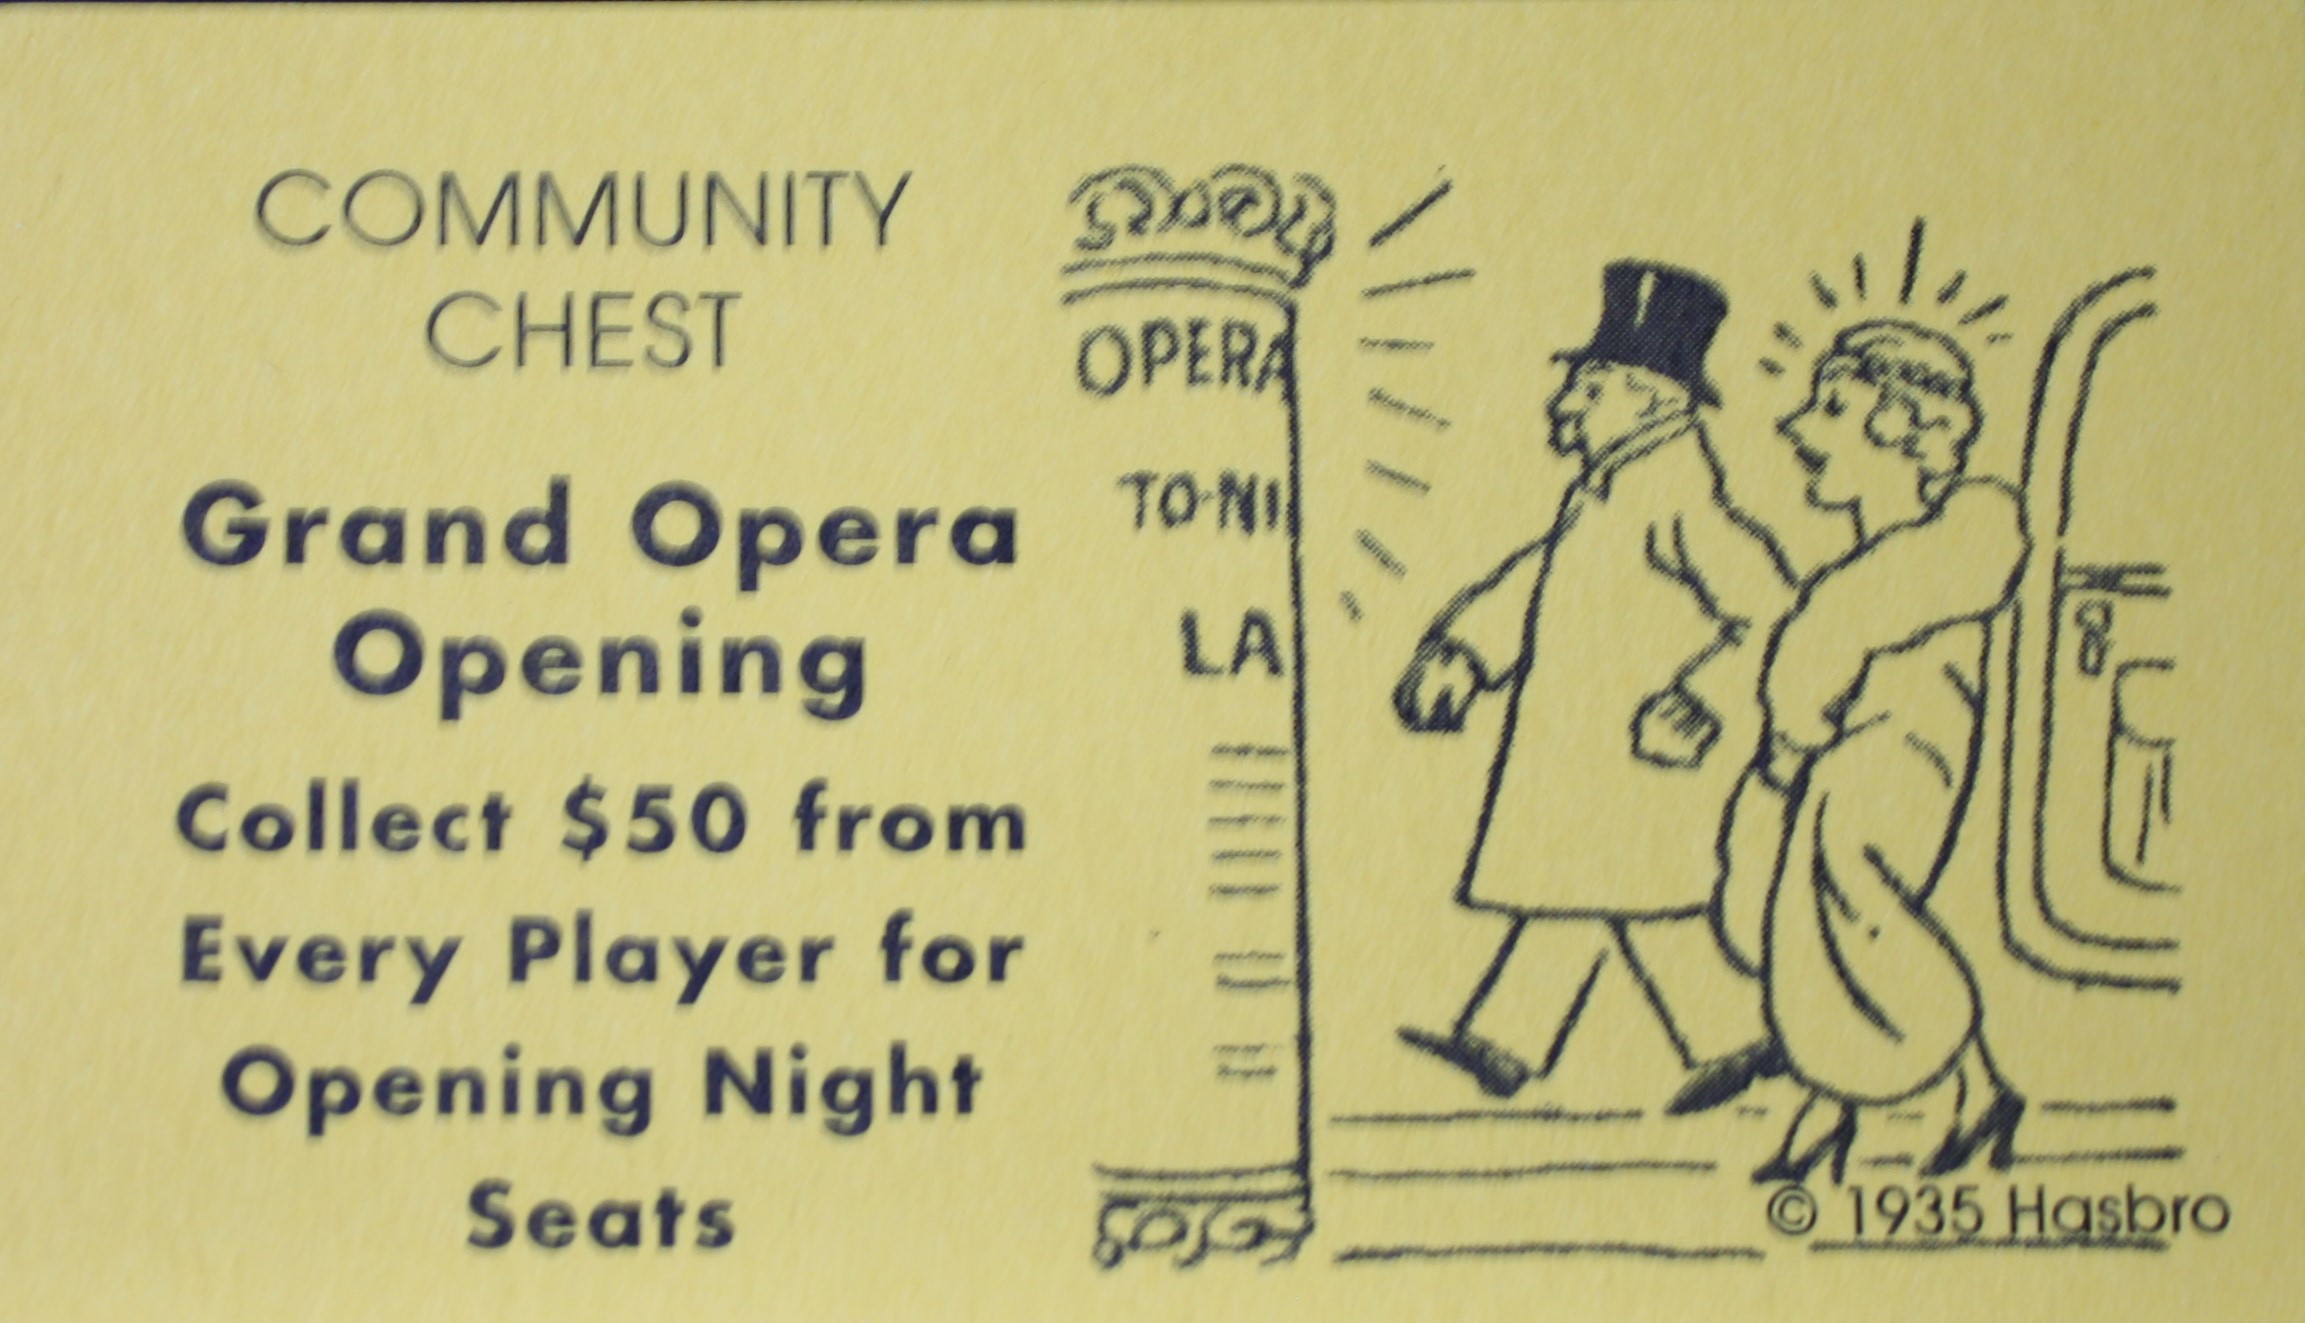 COMMUNITY
CHEST
Grand Opera
Opening
Collect $50 from
Every Player for
Opening Night
Seats
OPERA
TO-NI
LA
© 1935 Hasbro